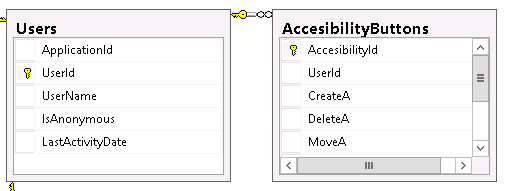 Users
ApplicationId
UserId
UserName
IsAnonymous
LastActivityDate
AccesibilityButtons
AccesibilityId
UserId
CreateA
DeleteA
MoveA